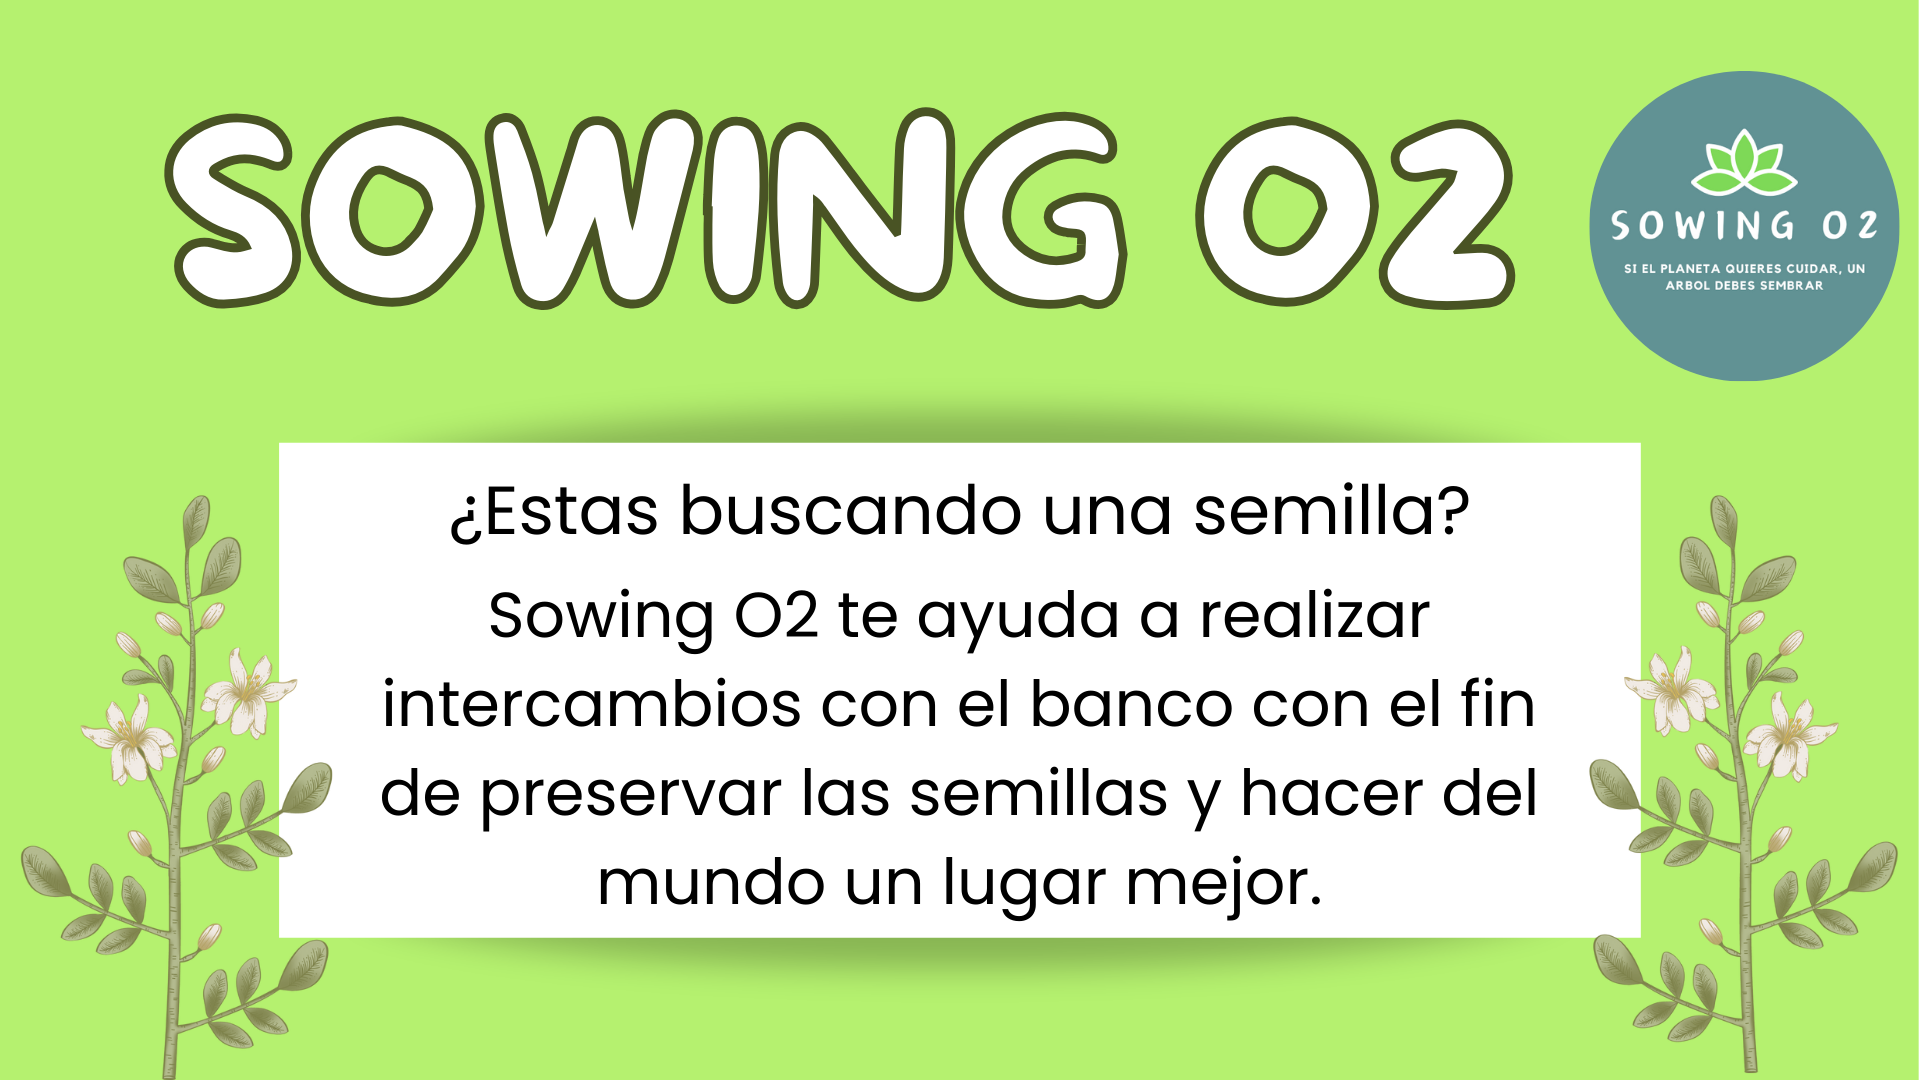 SOWING O2
SOWING O2
SI EL PLANETA QUIERES CUIDAR, UN
ARBOL DEBES SEMBRAR
¿Estas buscando una semilla?
Sowing O2 te ayuda a realizar
intercambios con el banco con el fin
de preservar las semillas y hacer del
mundo un lugar mejor.